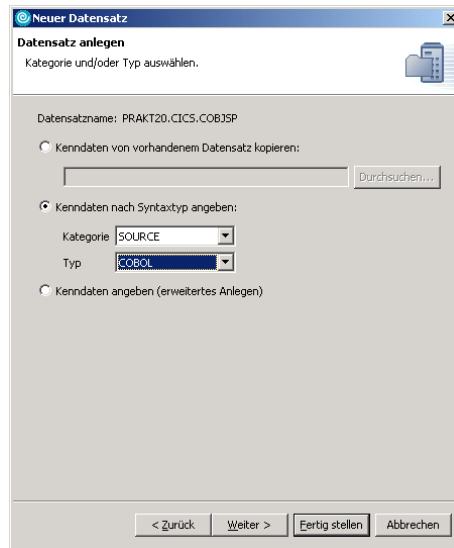 Neuer Datensatz
Datensatz anlegen
Kategorie und/oder Typ auswählen.
Datensatzname: PRAKT20.CICS.COBJSP
Kenndaten von vorhandenem Datensatz kopieren:
Durchsuchen...
Kenndaten nach Syntaxtyp angeben:
Kategorie SOURCE
Typ COBOL
Kenndaten angeben (erweitertes Anlegen)
< Zurück Weiter > Fertig stellen Abbrechen